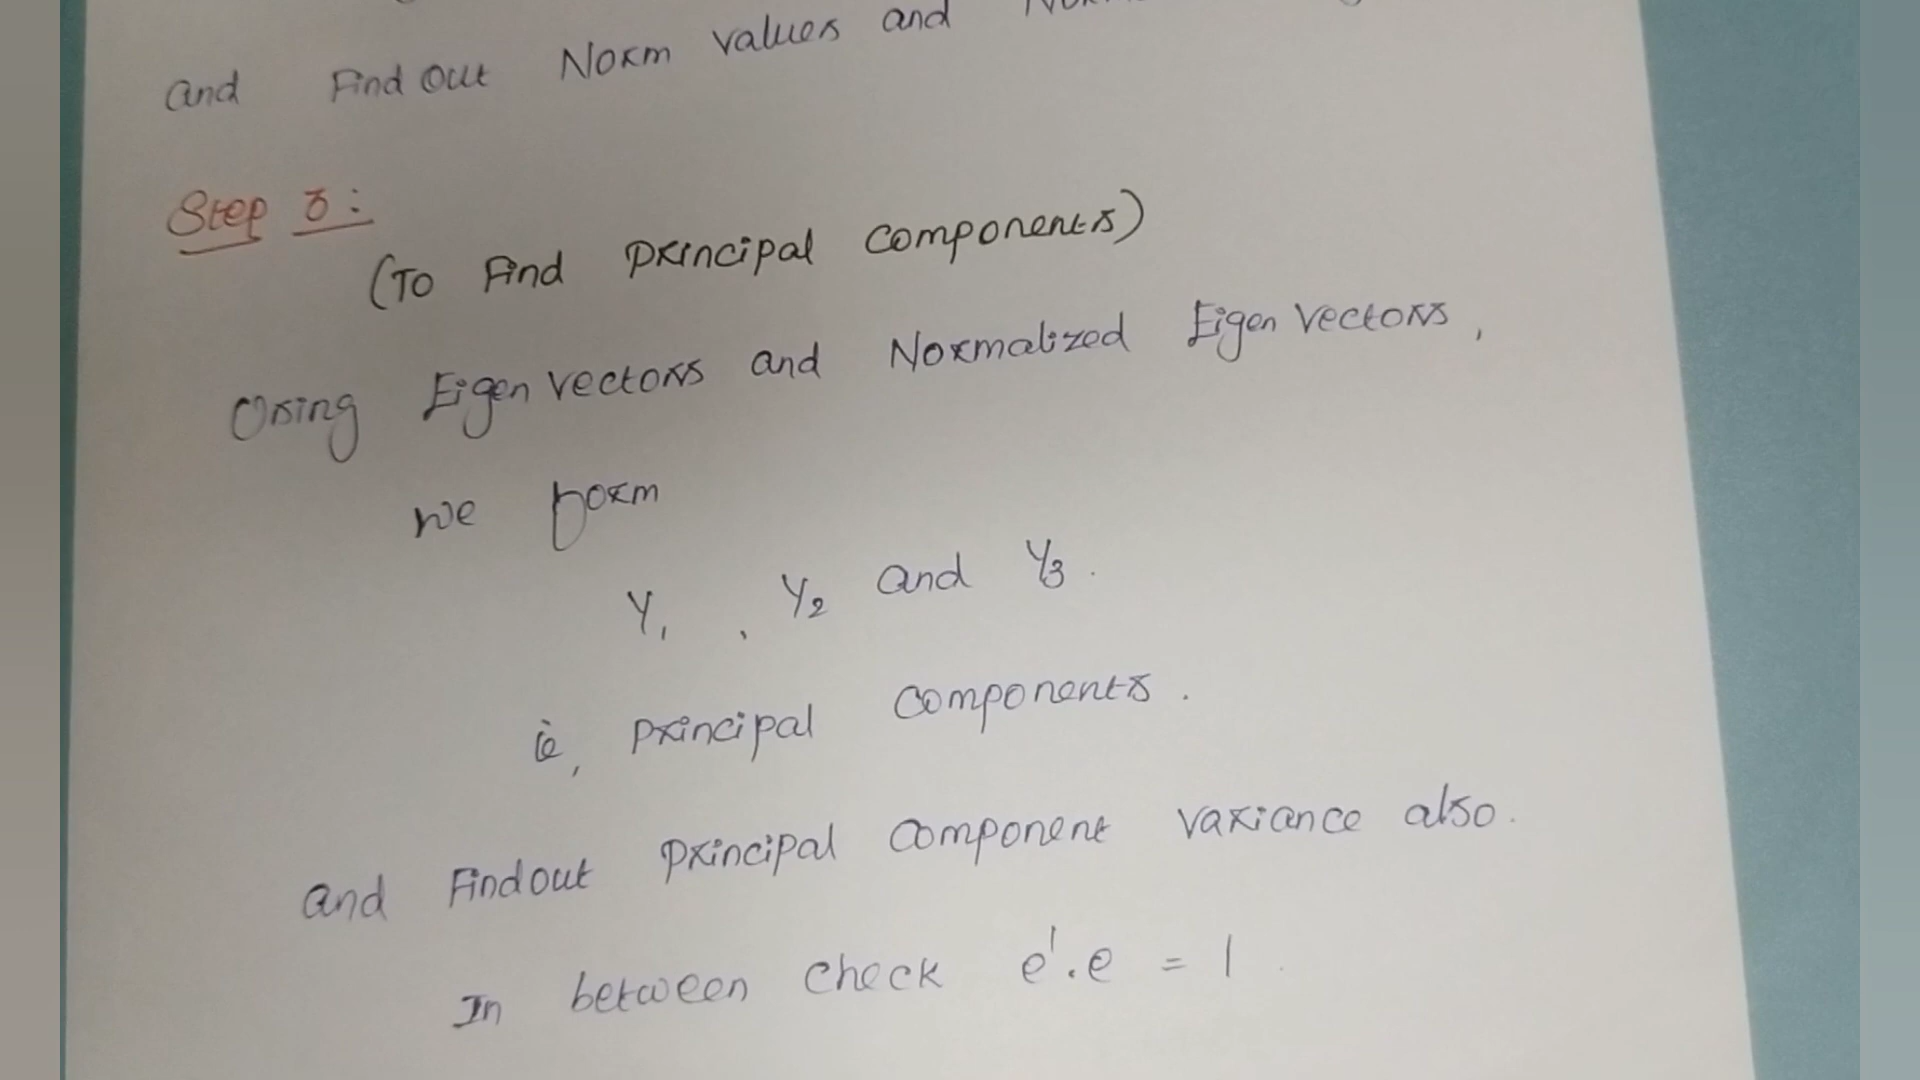 and Find out Norm values and
Step 3:
(To Find principal components)
Using Eigen vectors and Normalized Eigen vectors,
we form
Y1, Y2 and Y3.
ie, principal components.
and Findout principal component variance also.
In between check e'.e = 1